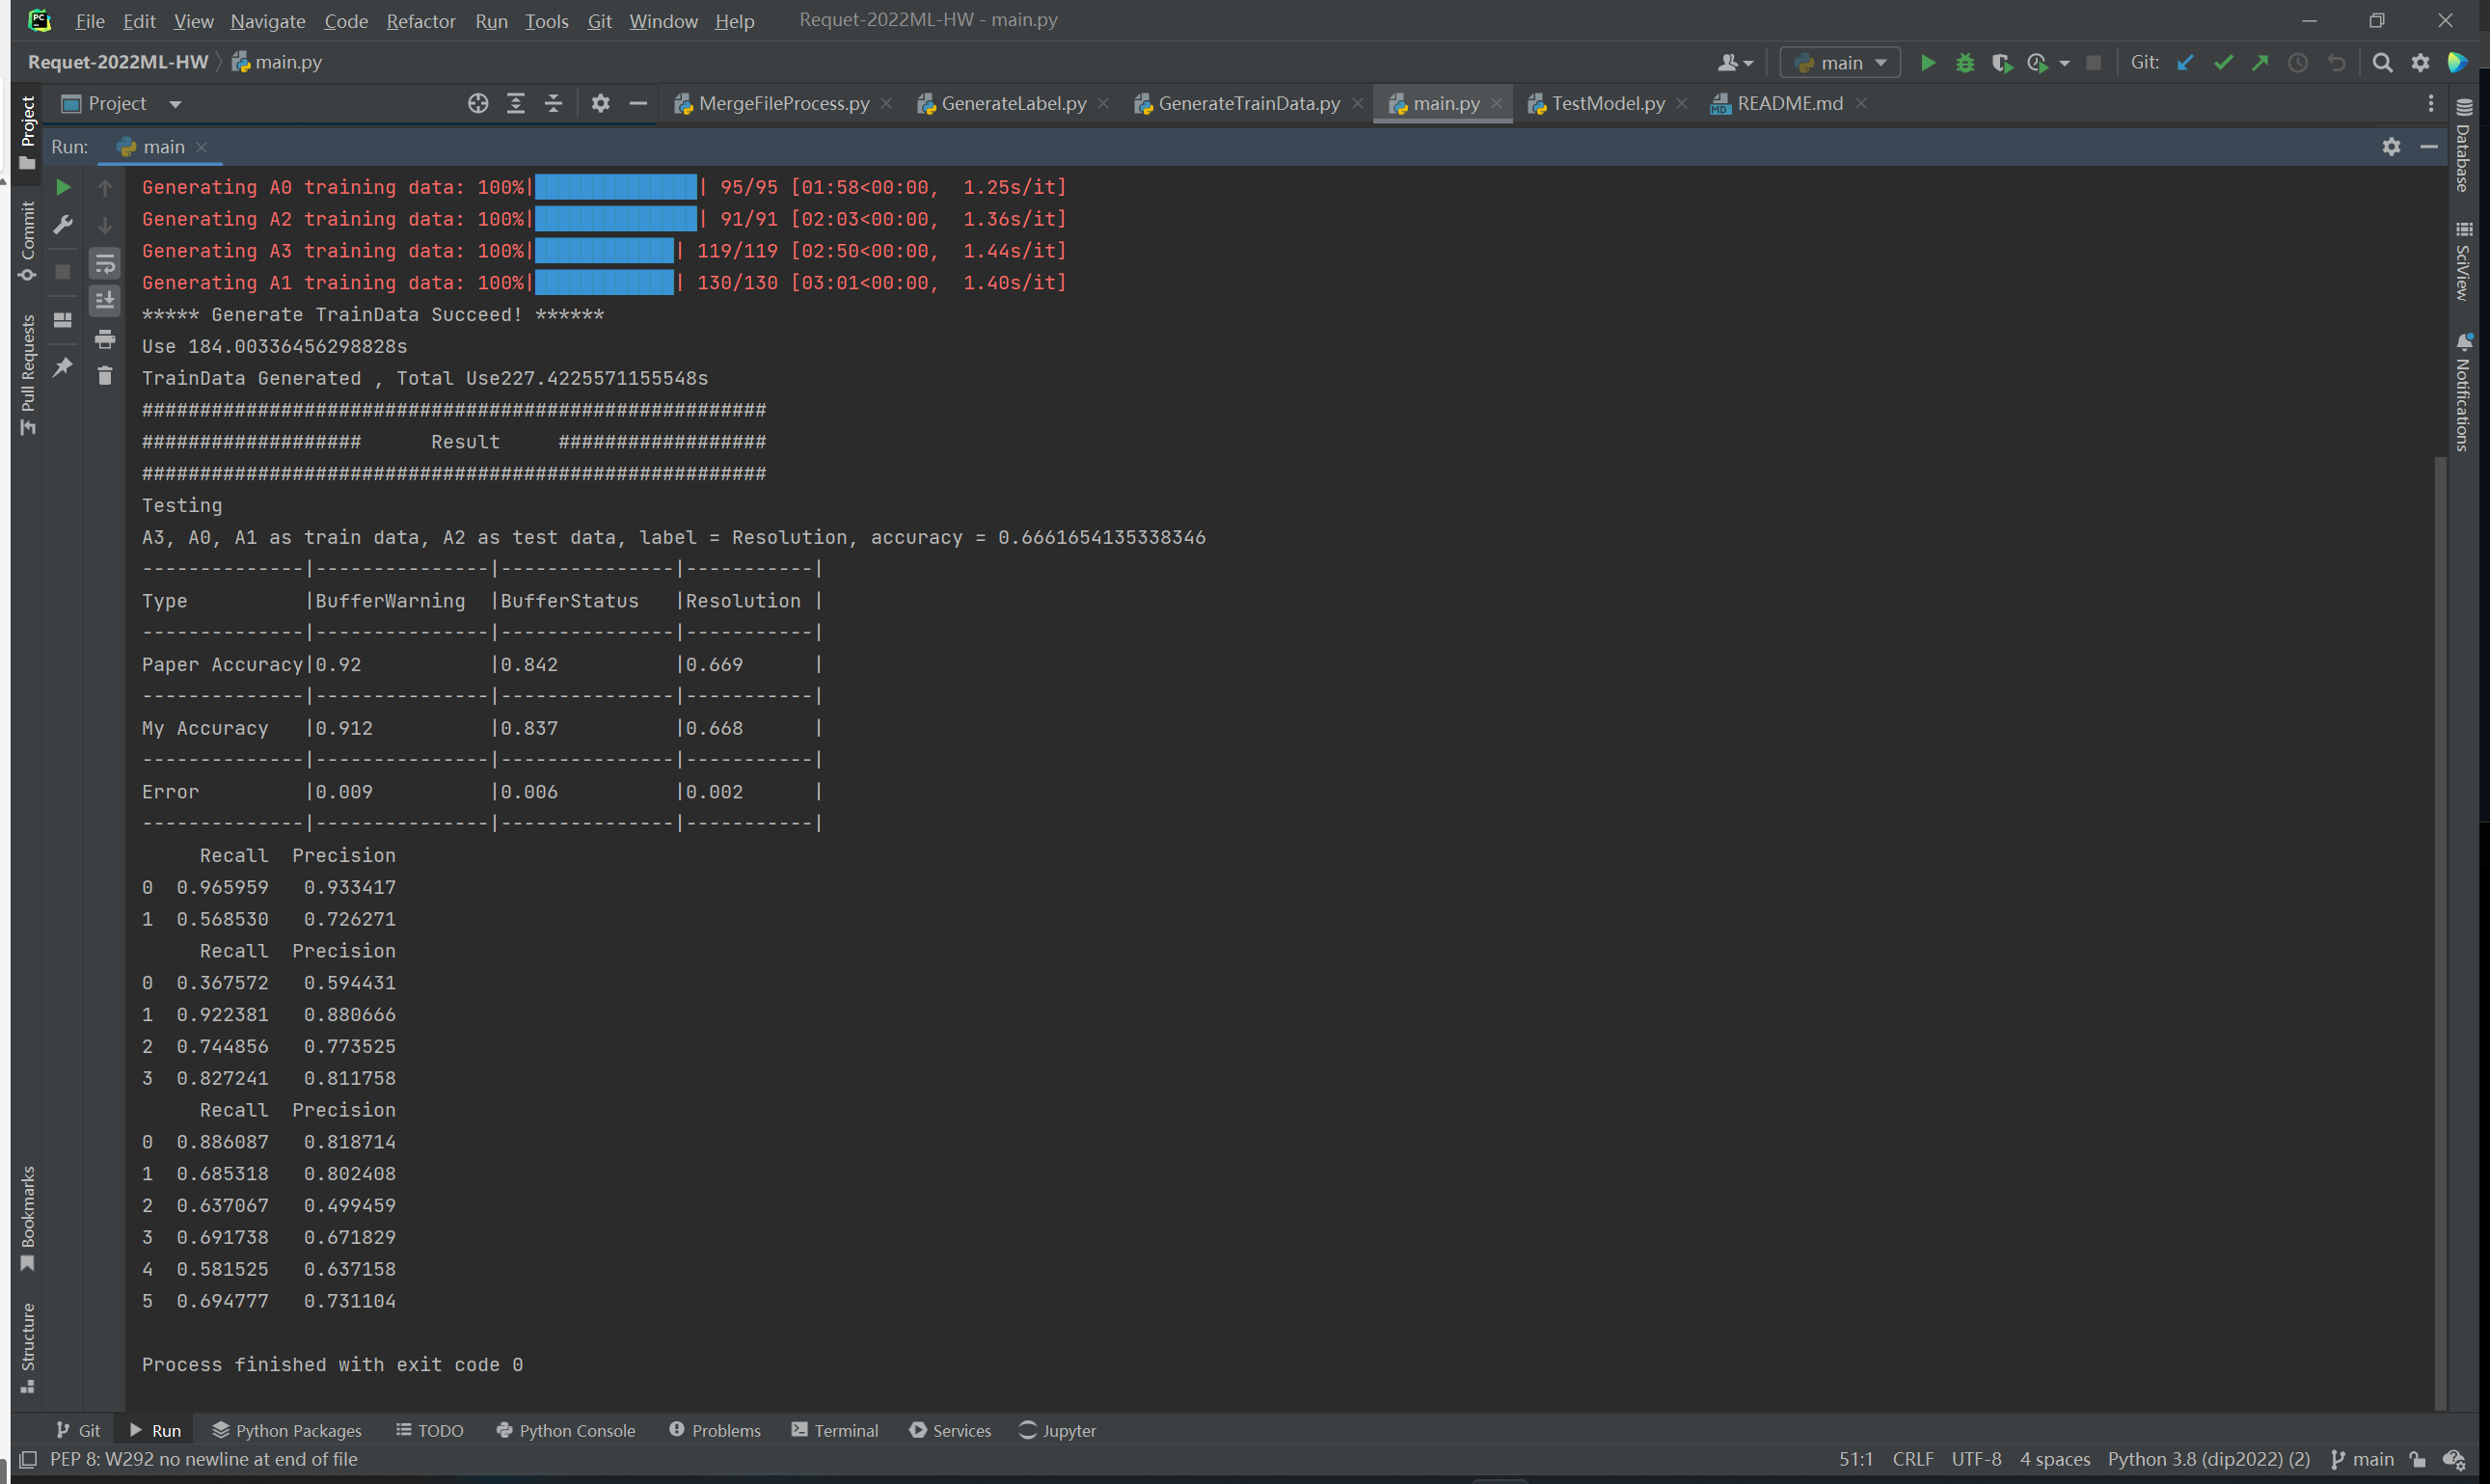 File Edit View Navigate Code Refactor Run Tools Git Window Help Requet-2022ML-HW - main.py
Requet-2022ML-HW main.py main Git:
Project MergeFileProcess.py GenerateLabel.py GenerateTrainData.py main.py TestModel.py README.md
Run: main
Generating A0 training data: 100%| | 95/95 [01:58<00:00,  1.25s/it]
Generating A2 training data: 100%| | 91/91 [02:03<00:00,  1.36s/it]
Generating A3 training data: 100%| | 119/119 [02:50<00:00,  1.44s/it]
Generating A1 training data: 100%| | 130/130 [03:01<00:00,  1.40s/it]
***** Generate TrainData Succeed! ******
Use 184.00336456298828s
TrainData Generated , Total Use227.4225571155548s
######################################################
################### Result ##################
######################################################
Testing
A3, A0, A1 as train data, A2 as test data, label = Resolution, accuracy = 0.6661654135338346
--------------|---------------|---------------|-----------|
Type |BufferWarning |BufferStatus |Resolution |
--------------|---------------|---------------|-----------|
Paper Accuracy|0.92 |0.842 |0.669 |
--------------|---------------|---------------|-----------|
My Accuracy |0.912 |0.837 |0.668 |
--------------|---------------|---------------|-----------|
Error |0.009 |0.006 |0.002 |
--------------|---------------|---------------|-----------|
Recall Precision
0 0.965959 0.933417
1 0.568530 0.726271
Recall Precision
0 0.367572 0.594431
1 0.922381 0.880666
2 0.744856 0.773525
3 0.827241 0.811758
Recall Precision
0 0.886087 0.818714
1 0.685318 0.802408
2 0.637067 0.499459
3 0.691738 0.671829
4 0.581525 0.637158
5 0.694777 0.731104
Process finished with exit code 0
Project
Commit
Pull Requests
Bookmarks
Structure
Database
SciView
Notifications
Git Run Python Packages TODO Python Console Problems Terminal Services Jupyter
PEP 8: W292 no newline at end of file 51:1 CRLF UTF-8 4 spaces Python 3.8 (dip2022) (2) main